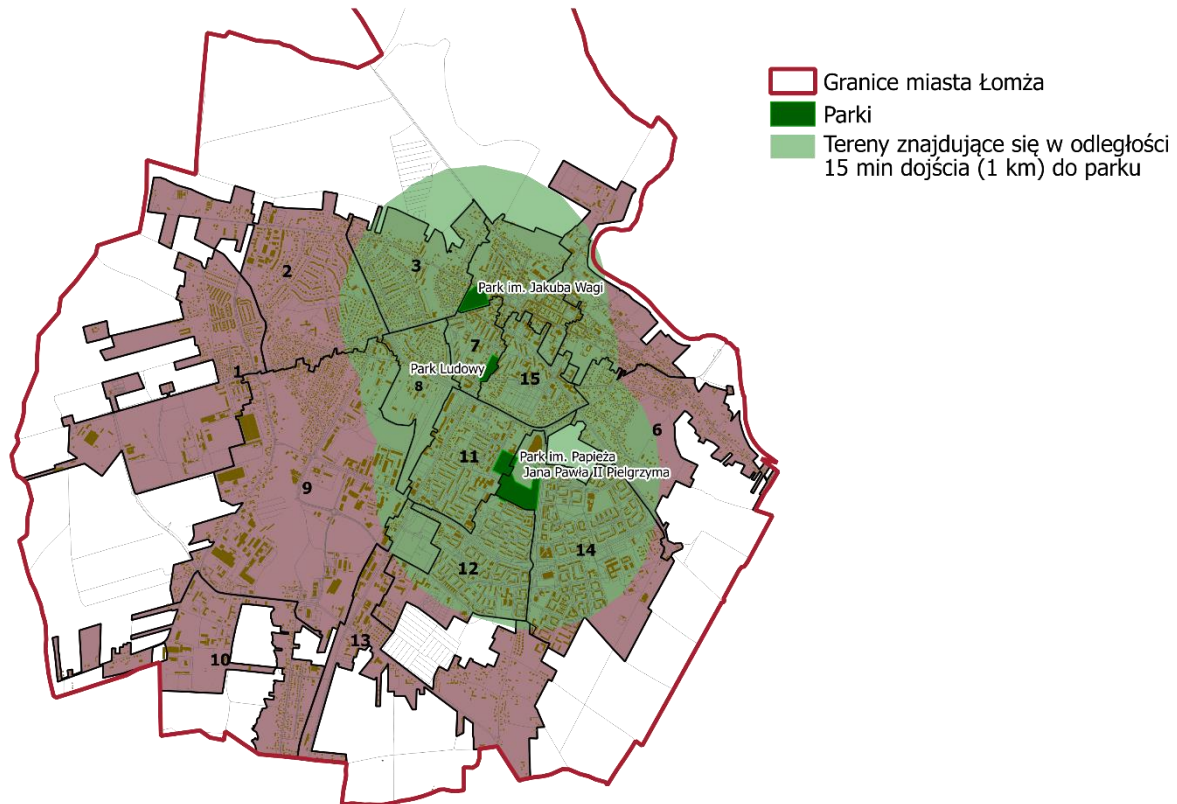 Granice miasta Łomża
Parki
Tereny znajdujące się w odległości
15 min dojścia (1 km) do parku
2
3
Park im. Jakuba Wagi
7
Park Ludowy
1
8
15
6
11
Park im. Papieża
Jana Pawła II Pielgrzyma
9
14
12
13
10